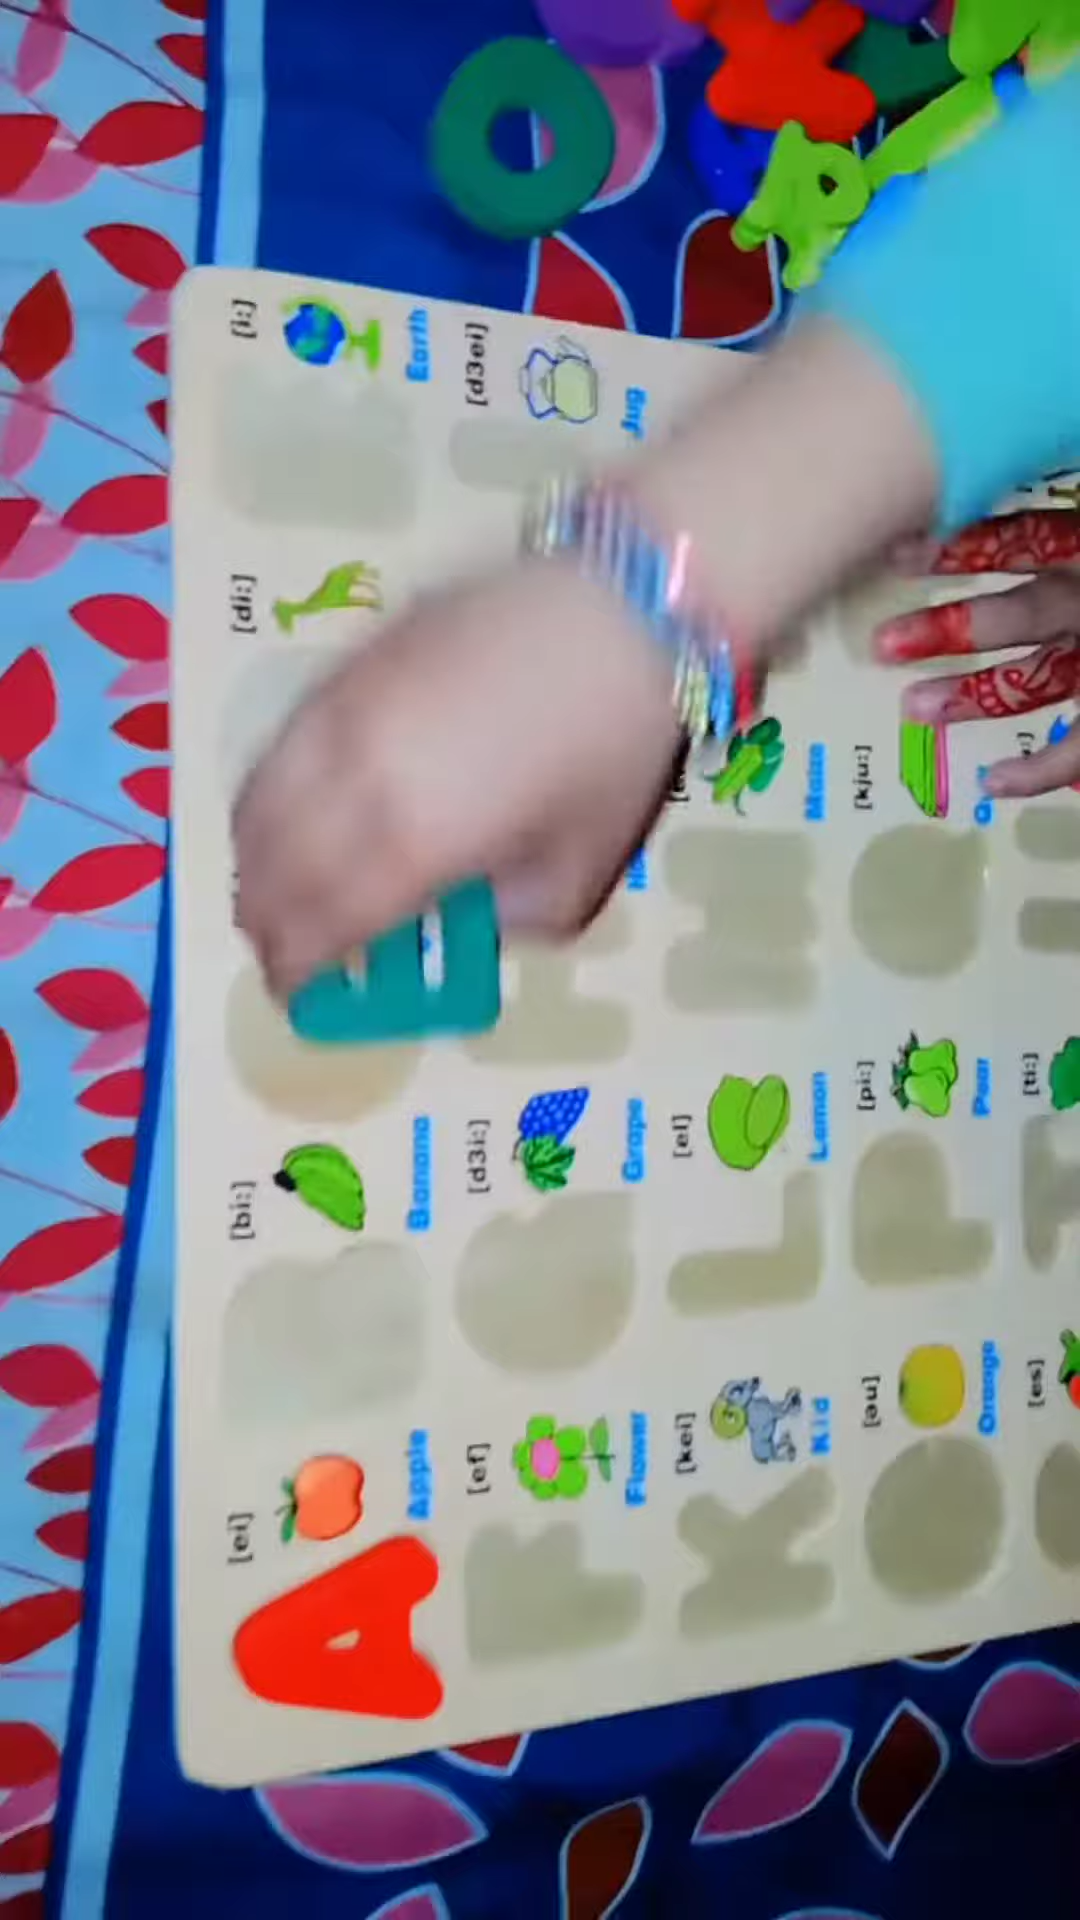 [ei]
Apple
A
[bi:]
Banana
[di:]
[i:]
Earth
[ef]
Flower
[d3i:]
Grape
[d3ei]
Jug
[kei]
Kid
[el]
Lemon
Maize
[əu]
Orange
[pi:]
Pear
[kju:]
[es]
[ti:]